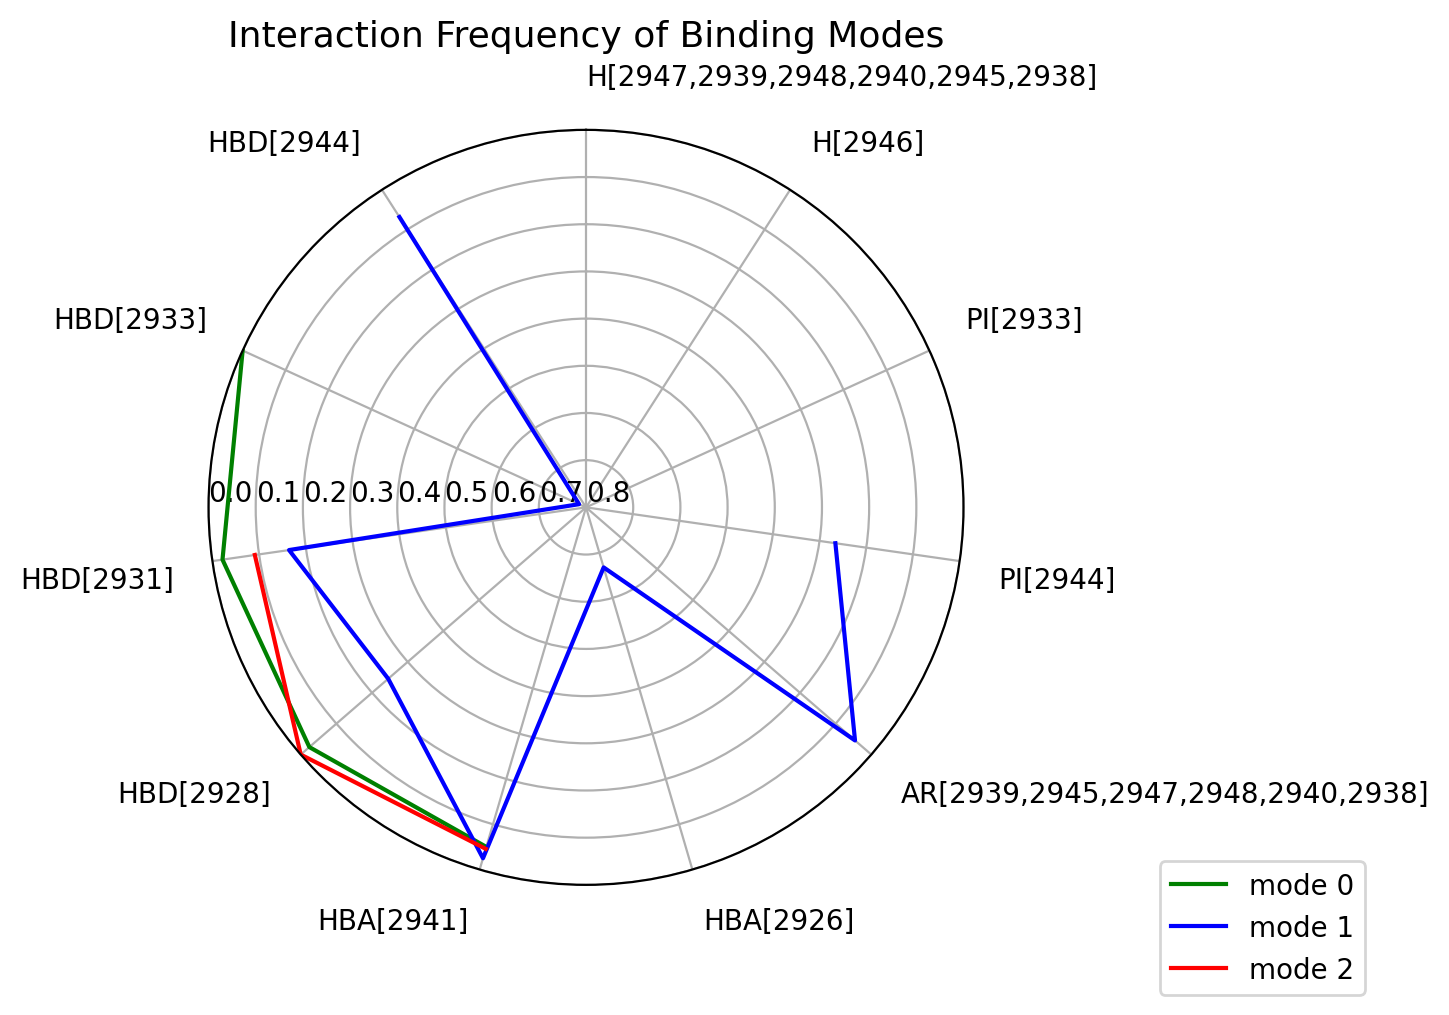 Interaction Frequency of Binding Modes
H[2947,2939,2948,2940,2945,2938]
HBD[2944]
H[2946]
HBD[2933]
PI[2933]
0.0 0.1 0.2 0.3 0.4 0.5 0.6 0.7 0.8
HBD[2931]
PI[2944]
HBD[2928]
AR[2939,2945,2947,2948,2940,2938]
HBA[2941]
HBA[2926]
mode 0
mode 1
mode 2